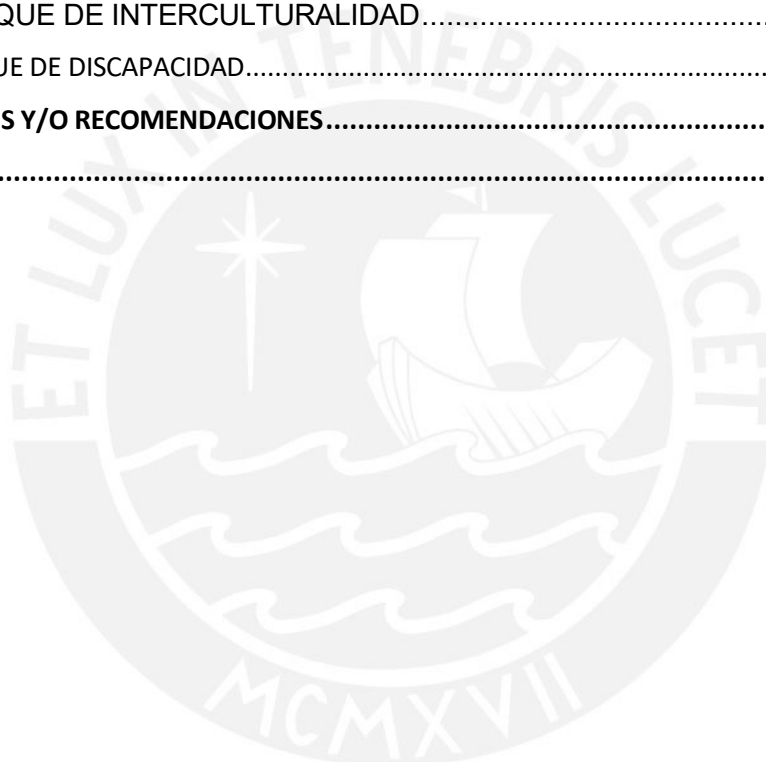 QUE DE INTERCULTURALIDAD........................................................
UE DE DISCAPACIDAD................................................................................
S Y/O RECOMENDACIONES..................................................................
.......................................................................................................................
ET LUX IN TENEBRIS LUCET
MCMXVII